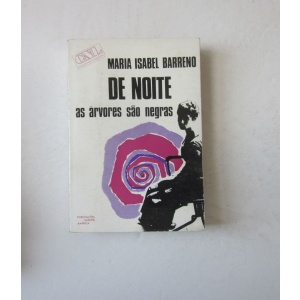 MARIA ISABEL BARRENO
DE NOITE
as árvores são negras